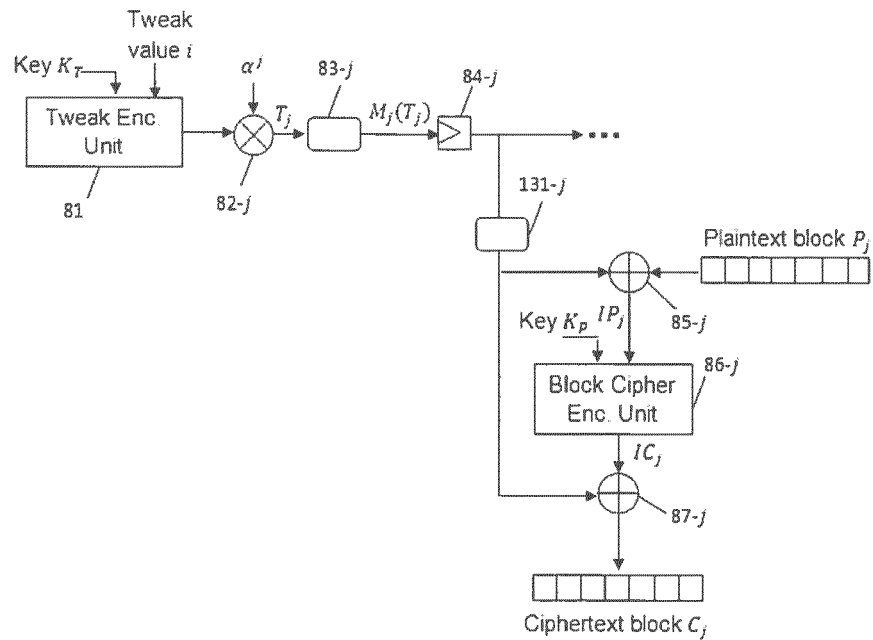 Tweak
value i
Key K_T
α^j
83-j
84-j
Tweak Enc.
Unit
T_j
M_j(T_j)
...
81
82-j
131-j
Plaintext block P_j
Key K_p
IP_j
85-j
86-j
Block Cipher
Enc. Unit
IC_j
87-j
Ciphertext block C_j